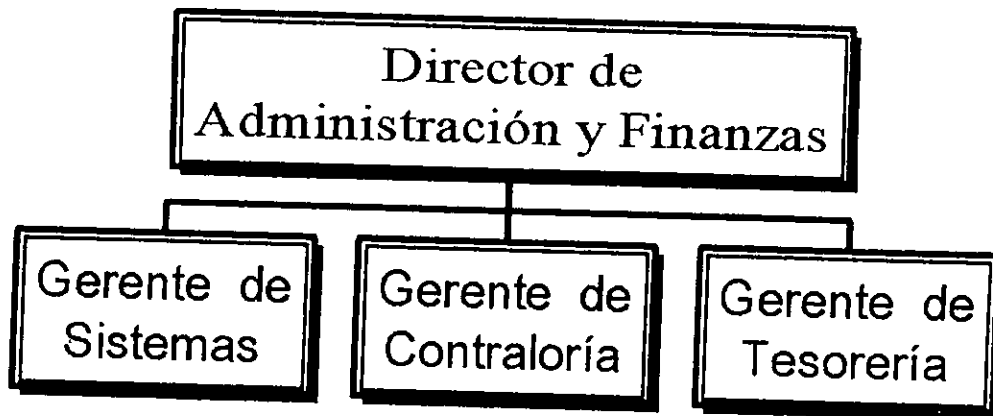 Director de
Administración y Finanzas
Gerente de
Sistemas
Gerente de
Contraloría
Gerente de
Tesorería